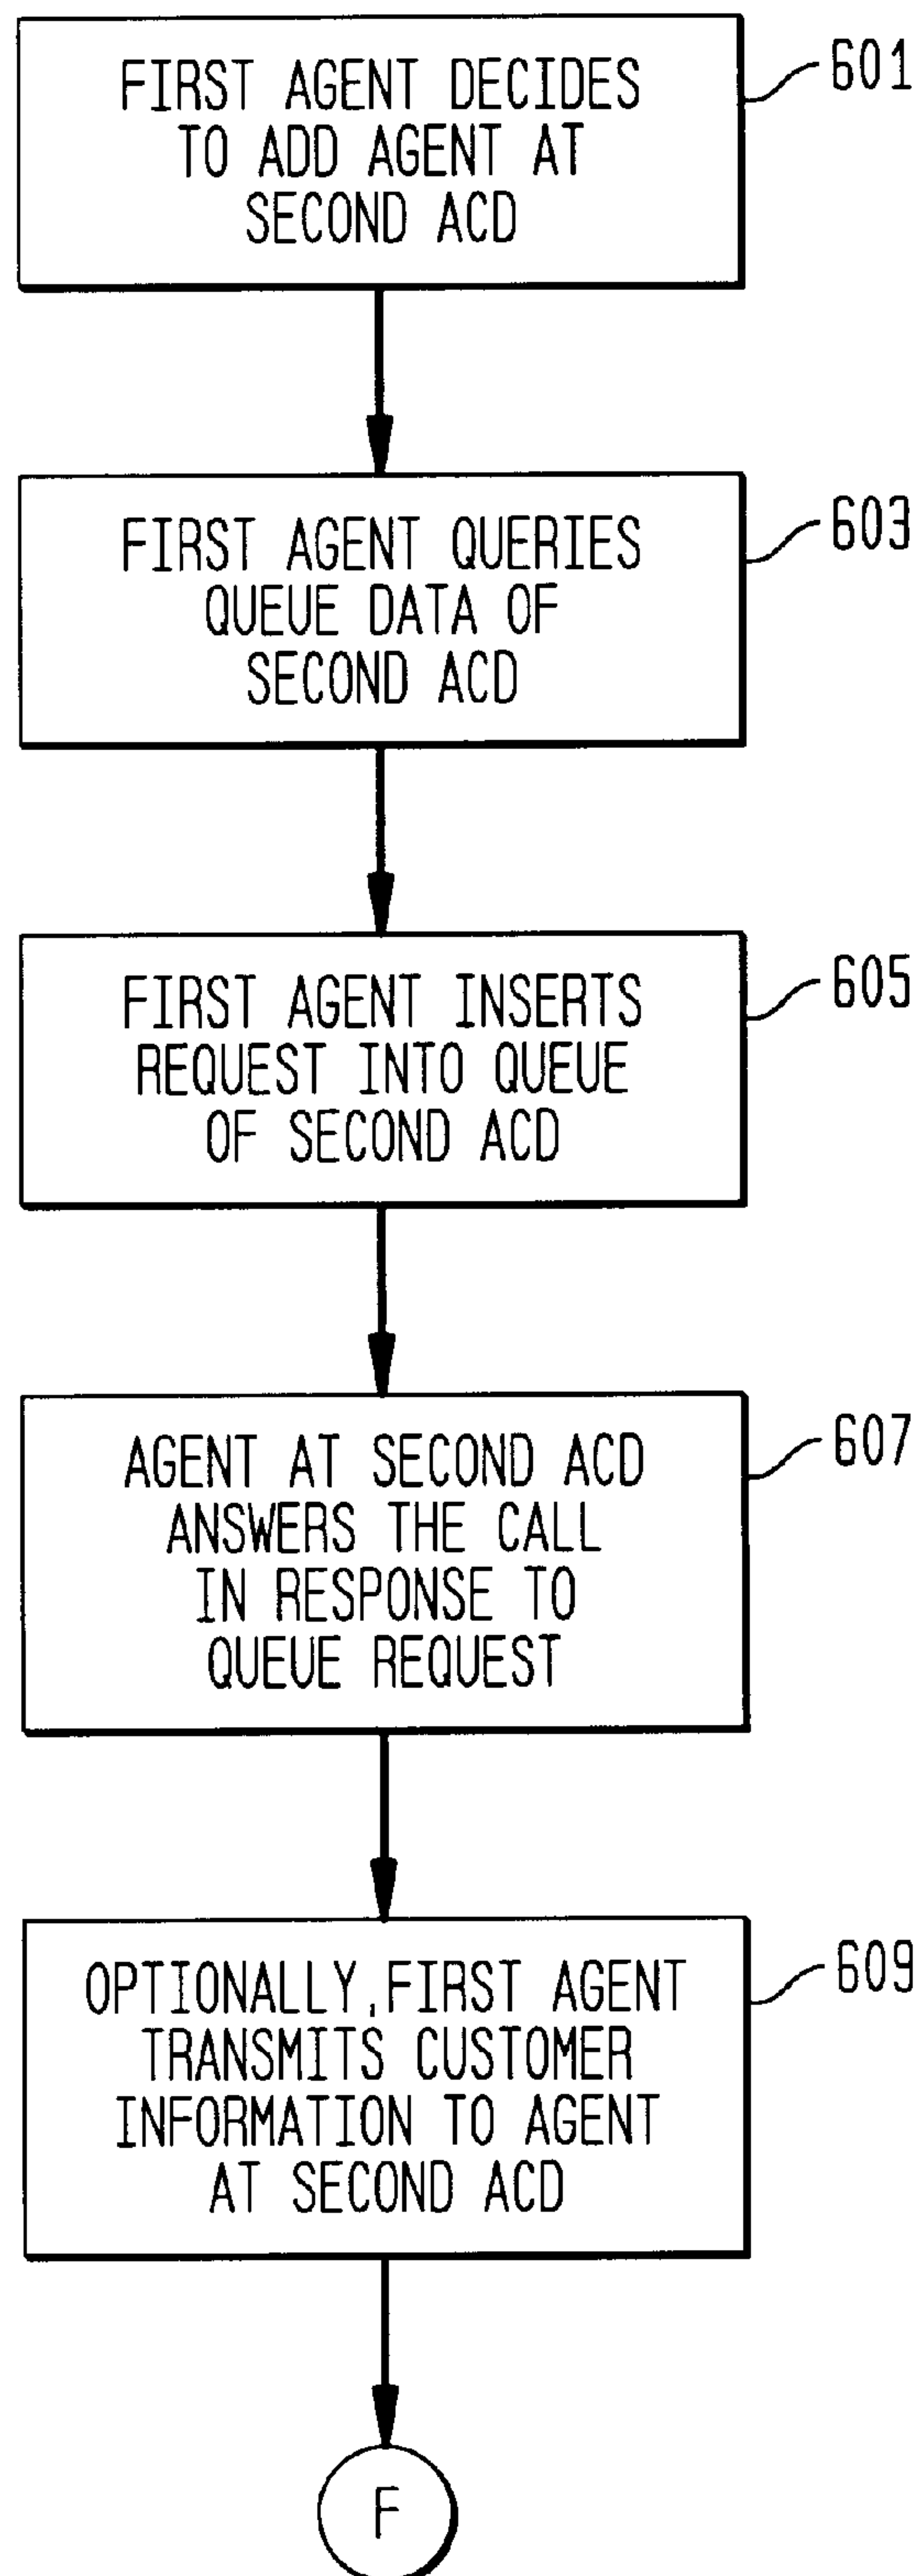 FIRST AGENT DECIDES
TO ADD AGENT AT
SECOND ACD
601
FIRST AGENT QUERIES
QUEUE DATA OF
SECOND ACD
603
FIRST AGENT INSERTS
REQUEST INTO QUEUE
OF SECOND ACD
605
AGENT AT SECOND ACD
ANSWERS THE CALL
IN RESPONSE TO
QUEUE REQUEST
607
OPTIONALLY, FIRST AGENT
TRANSMITS CUSTOMER
INFORMATION TO AGENT
AT SECOND ACD
609
F